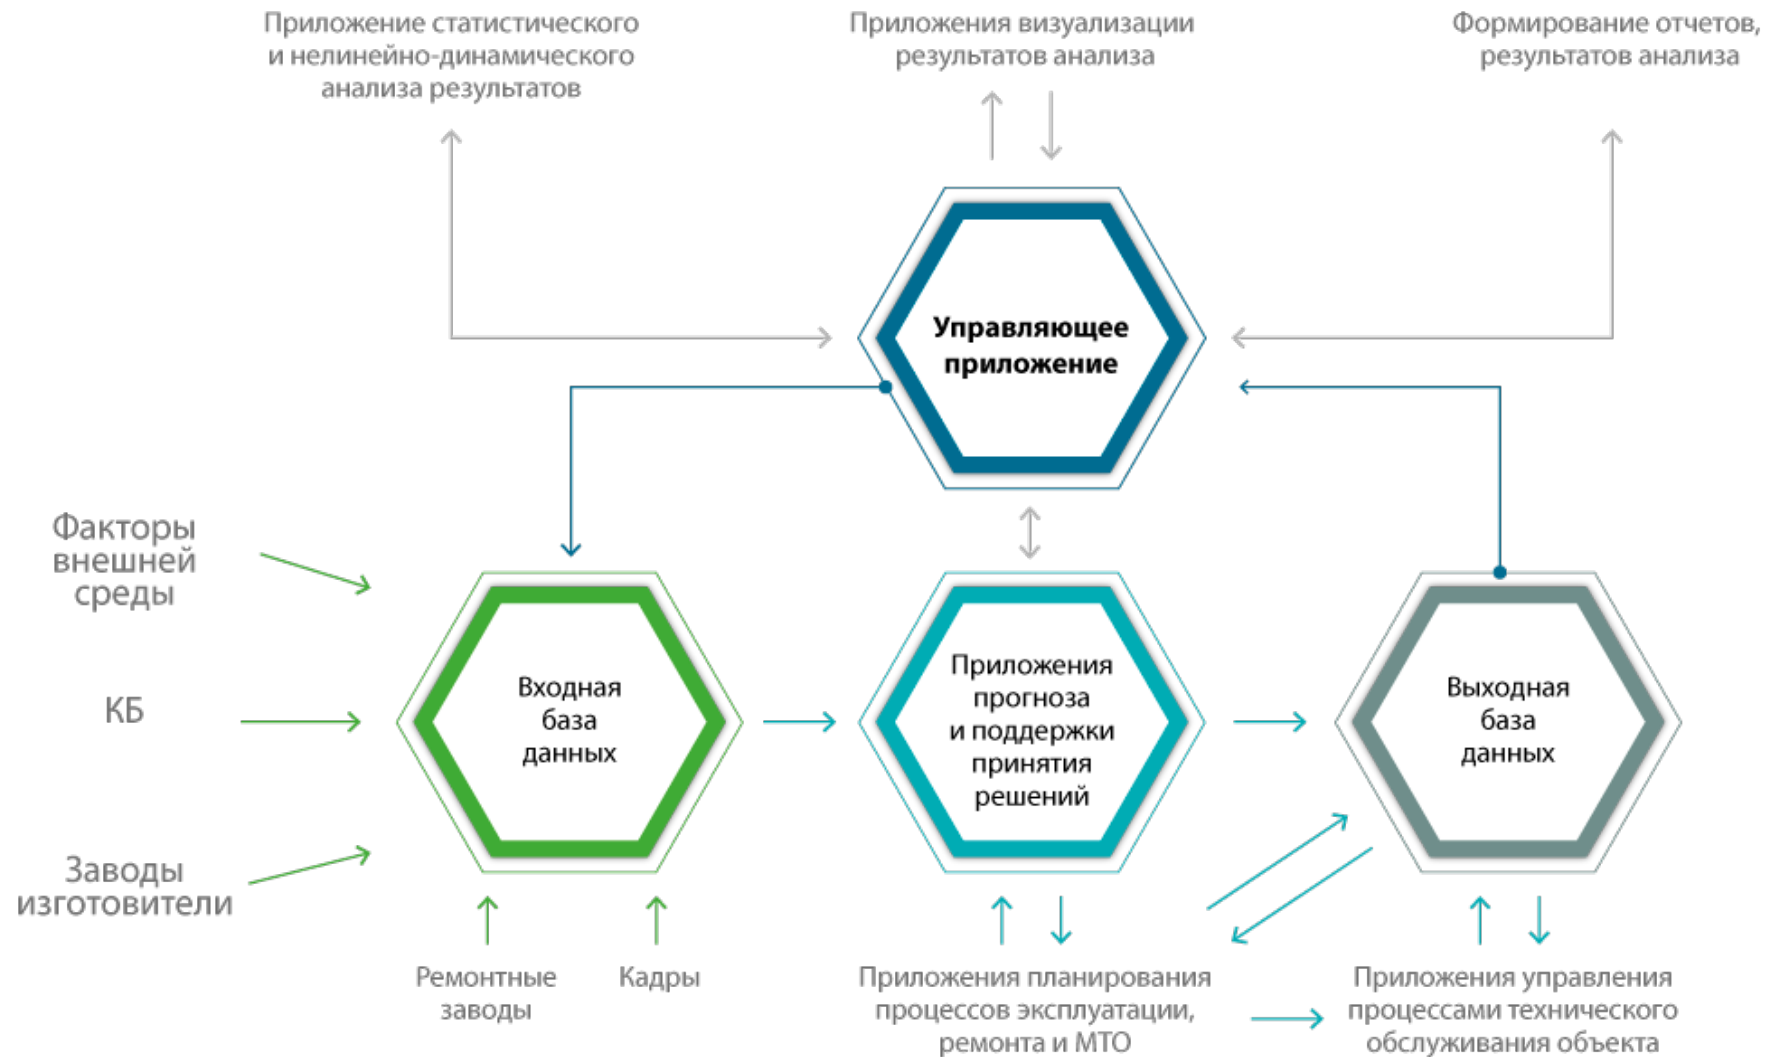 Приложение статистического
и нелинейно-динамического
анализа результатов
Приложения визуализации
результатов анализа
Формирование отчетов,
результатов анализа
Управляющее
приложение
Факторы
внешней
среды
КБ
Заводы
изготовители
Входная
база
данных
Приложения
прогноза
и поддержки
принятия
решений
Выходная
база
данных
Ремонтные
заводы
Кадры
Приложения планирования
процессов эксплуатации,
ремонта и МТО
Приложения управления
процессами технического
обслуживания объекта